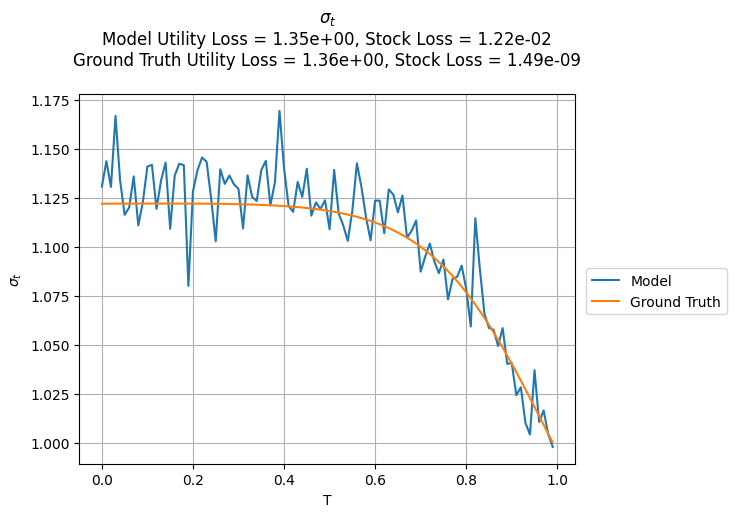 σt
Model Utility Loss = 1.35e+00, Stock Loss = 1.22e-02
Ground Truth Utility Loss = 1.36e+00, Stock Loss = 1.49e-09
1.175
1.150
1.125
1.100
1.075
1.050
1.025
1.000
σt
0.0 0.2 0.4 0.6 0.8 1.0
T
Model
Ground Truth